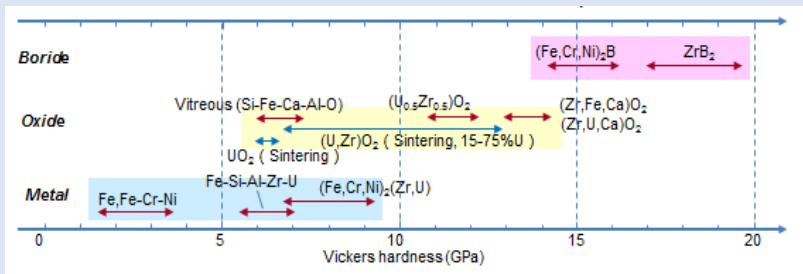 Boride
(Fe,Cr,Ni)₂B
ZrB₂
Oxide
Vitreous (Si-Fe-Ca-Al-O)
(U₀.₅Zr₀.₅)O₂
(Zr,Fe,Ca)O₂
(Zr,U,Ca)O₂
(U,Zr)O₂ ( Sintering, 15-75%U )
UO₂ ( Sintering )
Metal
Fe,Fe-Cr-Ni
Fe-Si-Al-Zr-U
(Fe,Cr,Ni)₂(Zr,U)
0 5 10 15 20
Vickers hardness (GPa)